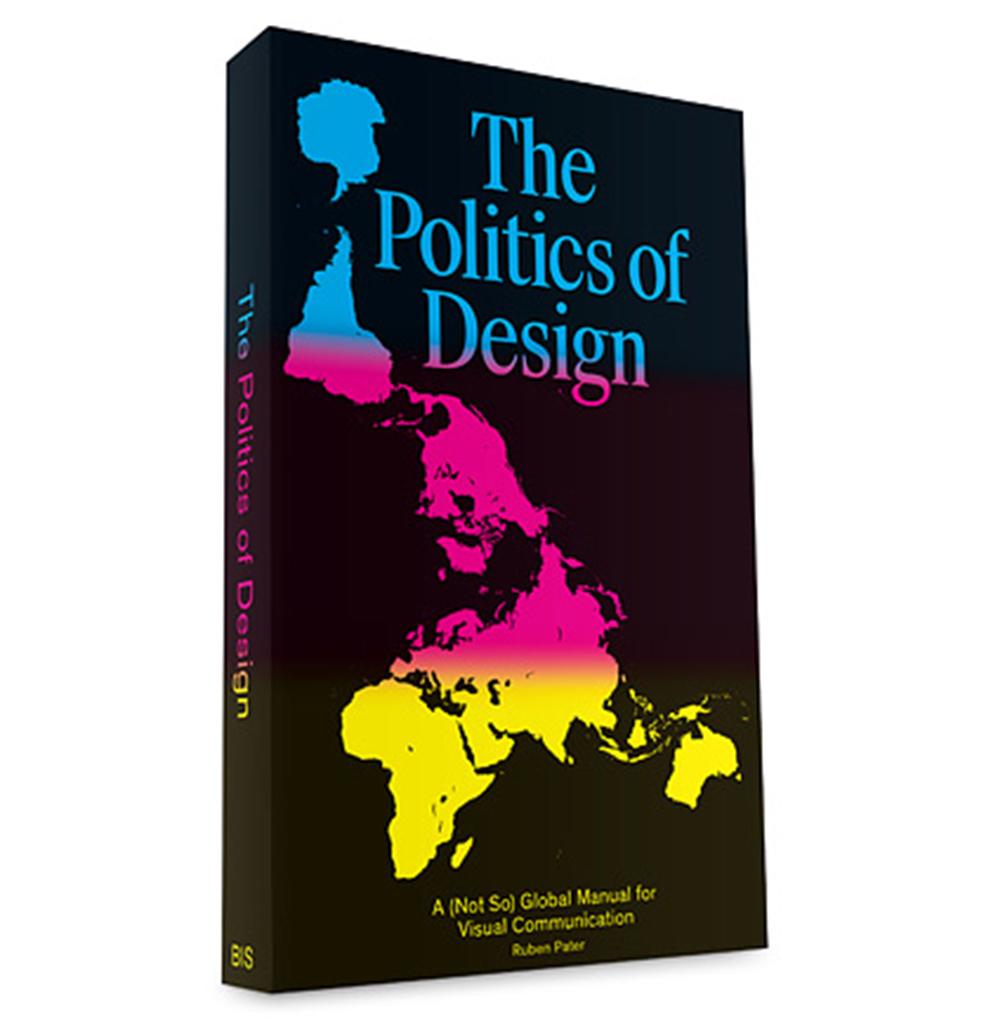 The
Politics of
Design
A (Not So) Global Manual for
Visual Communication
Ruben Pater
The Politics of Design
BIS